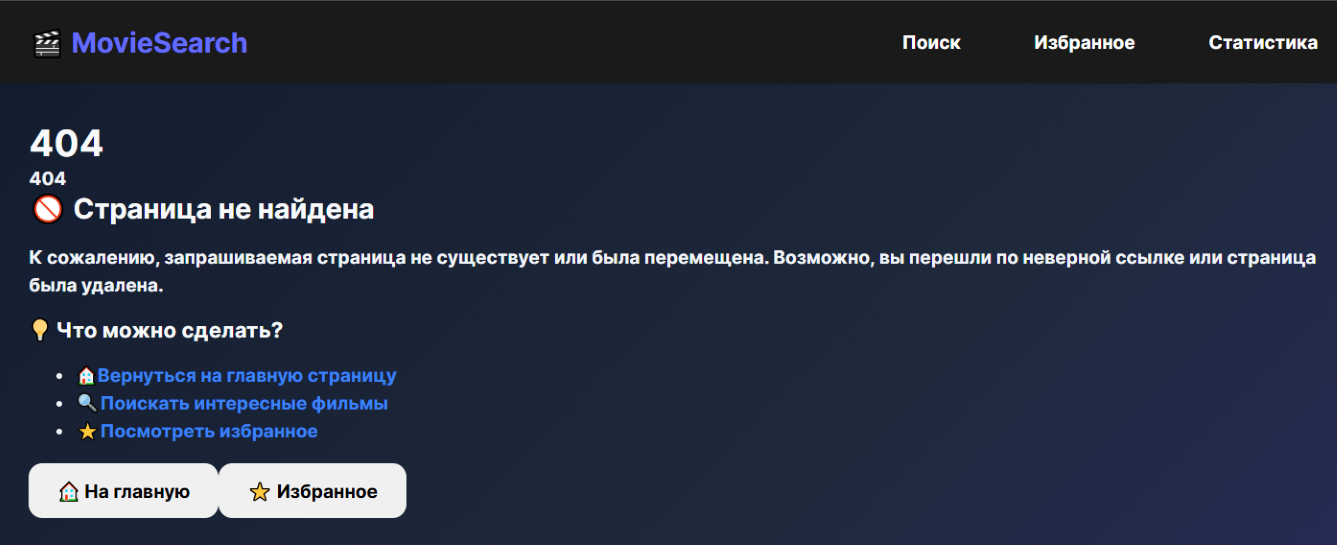 MovieSearch
Поиск
Избранное
Статистика
404
404
Страница не найдена
К сожалению, запрашиваемая страница не существует или была перемещена. Возможно, вы перешли по неверной ссылке или страница
была удалена.
Что можно сделать?
Вернуться на главную страницу
Поискать интересные фильмы
Посмотреть избранное
На главную
Избранное